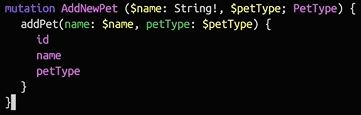 mutation AddNewPet ($name: String!, $petType; PetType) {
addPet(name: $name, petType: $petType) {
id
name
petType
}
}